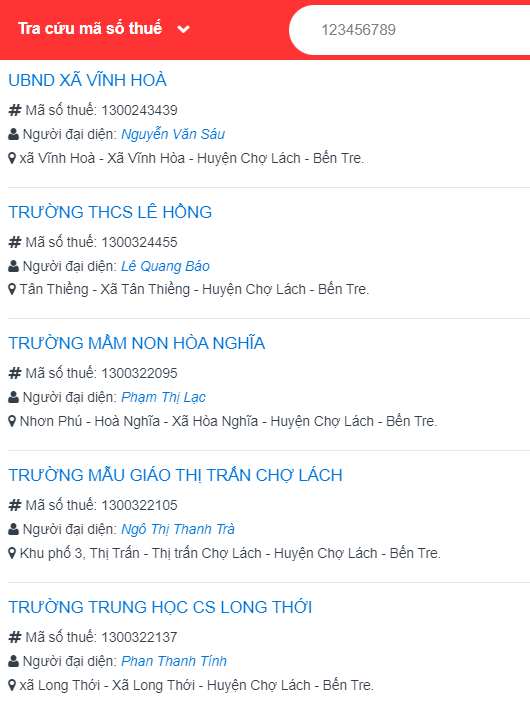 Tra cứu mã số thuế
123456789
UBND XÃ VĨNH HOÀ
# Mã số thuế: 1300243439
Người đại diện: Nguyễn Văn Sáu
xã Vĩnh Hoà - Xã Vĩnh Hòa - Huyện Chợ Lách - Bến Tre.
TRƯỜNG THCS LÊ HỒNG
# Mã số thuế: 1300324455
Người đại diện: Lê Quang Báo
Tân Thiềng - Xã Tân Thiềng - Huyện Chợ Lách - Bến Tre.
TRƯỜNG MẦM NON HÒA NGHĨA
# Mã số thuế: 1300322095
Người đại diện: Phạm Thị Lạc
Nhơn Phú - Hoà Nghĩa - Xã Hòa Nghĩa - Huyện Chợ Lách - Bến Tre.
TRƯỜNG MẪU GIÁO THỊ TRẤN CHỢ LÁCH
# Mã số thuế: 1300322105
Người đại diện: Ngô Thị Thanh Trà
Khu phố 3, Thị Trấn - Thị trấn Chợ Lách - Huyện Chợ Lách - Bến Tre.
TRƯỜNG TRUNG HỌC CS LONG THỚI
# Mã số thuế: 1300322137
Người đại diện: Phan Thanh Tính
xã Long Thới - Xã Long Thới - Huyện Chợ Lách - Bến Tre.